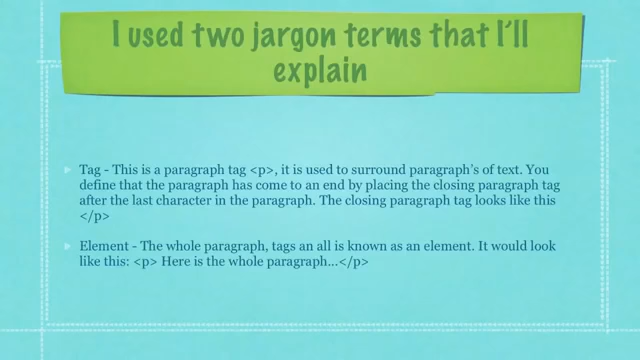 I used two jargon terms that I'll
explain
Tag - This is a paragraph tag <p>, it is used to surround paragraph's of text. You
define that the paragraph has come to an end by placing the closing paragraph tag
after the last character in the paragraph. The closing paragraph tag looks like this
</p>
Element - The whole paragraph, tags an all is known as an element. It would look
like this: <p> Here is the whole paragraph...</p>